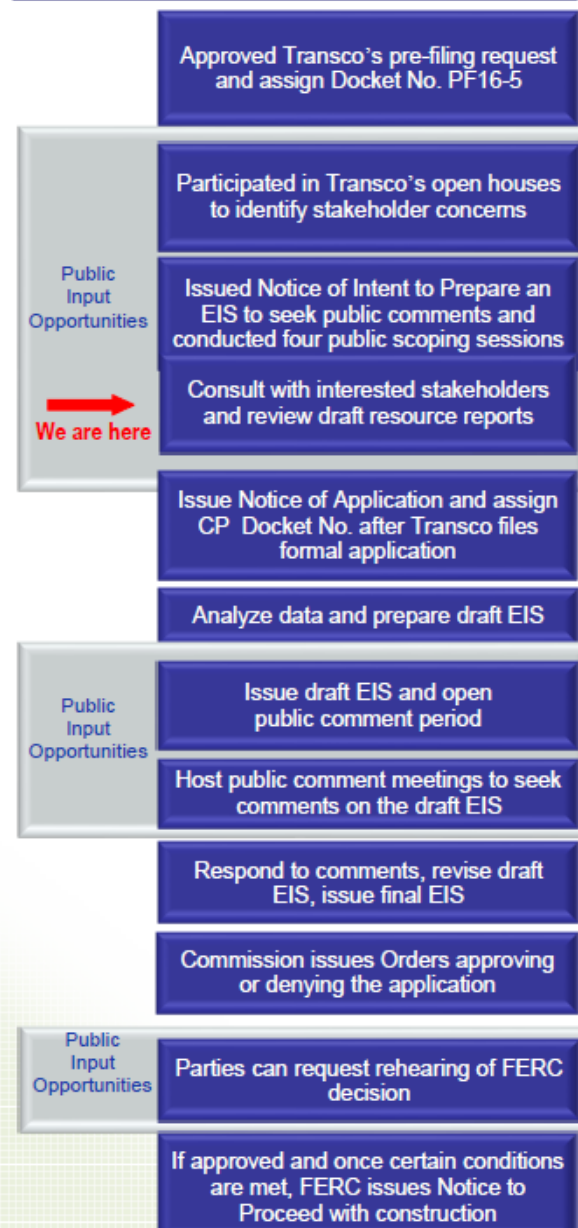 Approved Transco's pre-filing request
and assign Docket No. PF16-5
Public
Input
Opportunities
Participated in Transco's open houses
to identify stakeholder concerns
Issued Notice of Intent to Prepare an
EIS to seek public comments and
conducted four public scoping sessions
We are here
Consult with interested stakeholders
and review draft resource reports
Issue Notice of Application and assign
CP Docket No. after Transco files
formal application
Analyze data and prepare draft EIS
Public
Input
Opportunities
Issue draft EIS and open
public comment period
Host public comment meetings to seek
comments on the draft EIS
Respond to comments, revise draft
EIS, issue final EIS
Commission issues Orders approving
or denying the application
Public
Input
Opportunities
Parties can request rehearing of FERC
decision
If approved and once certain conditions
are met, FERC issues Notice to
Proceed with construction